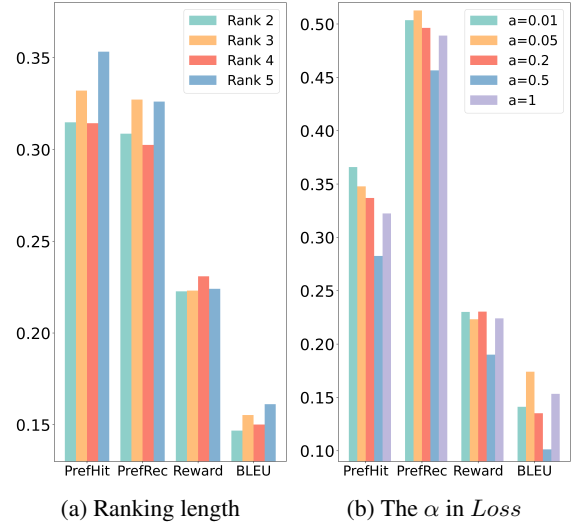 0.35
0.30
0.25
0.20
0.15
Rank 2
Rank 3
Rank 4
Rank 5
PrefHit PrefRec Reward BLEU
(a) Ranking length
0.50
0.45
0.40
0.35
0.30
0.25
0.20
0.15
0.10
a=0.01
a=0.05
a=0.2
a=0.5
a=1
PrefHit PrefRec Reward BLEU
(b) The α in Loss